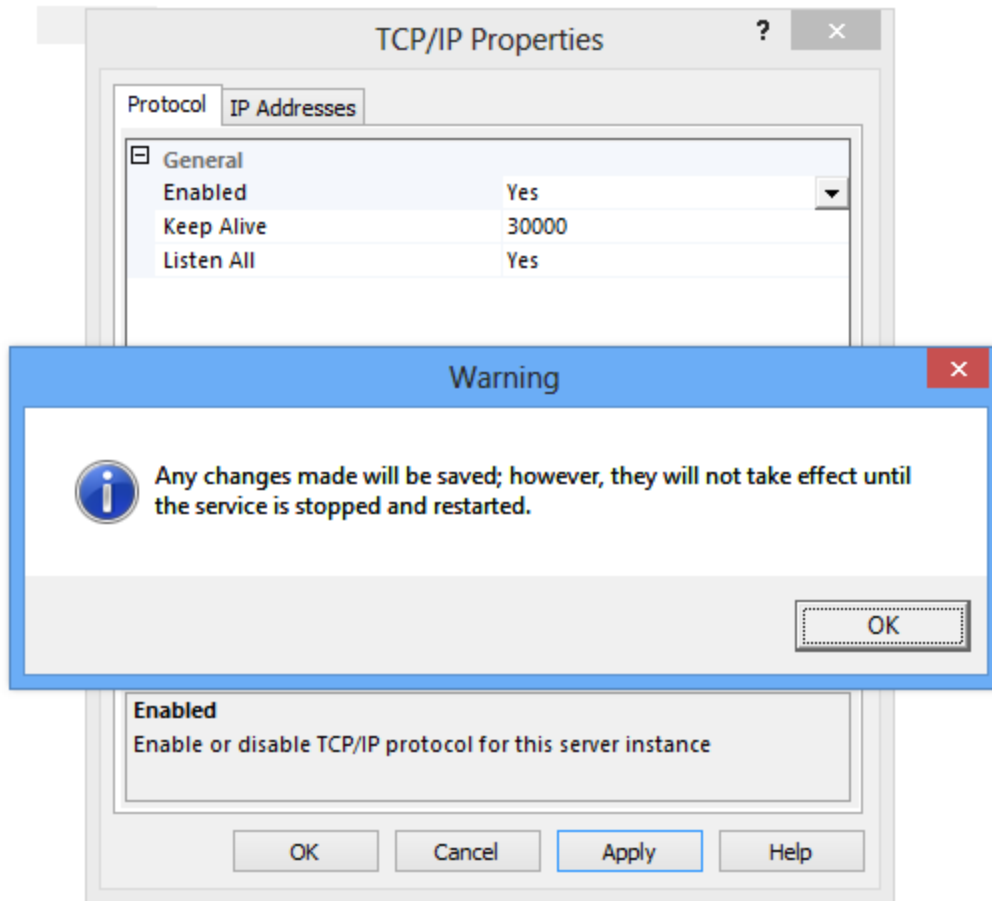 TCP/IP Properties
?
Protocol
IP Addresses
General
Enabled Yes
Keep Alive 30000
Listen All Yes
Warning
Any changes made will be saved; however, they will not take effect until
the service is stopped and restarted.
OK
Enabled
Enable or disable TCP/IP protocol for this server instance
OK Cancel Apply Help